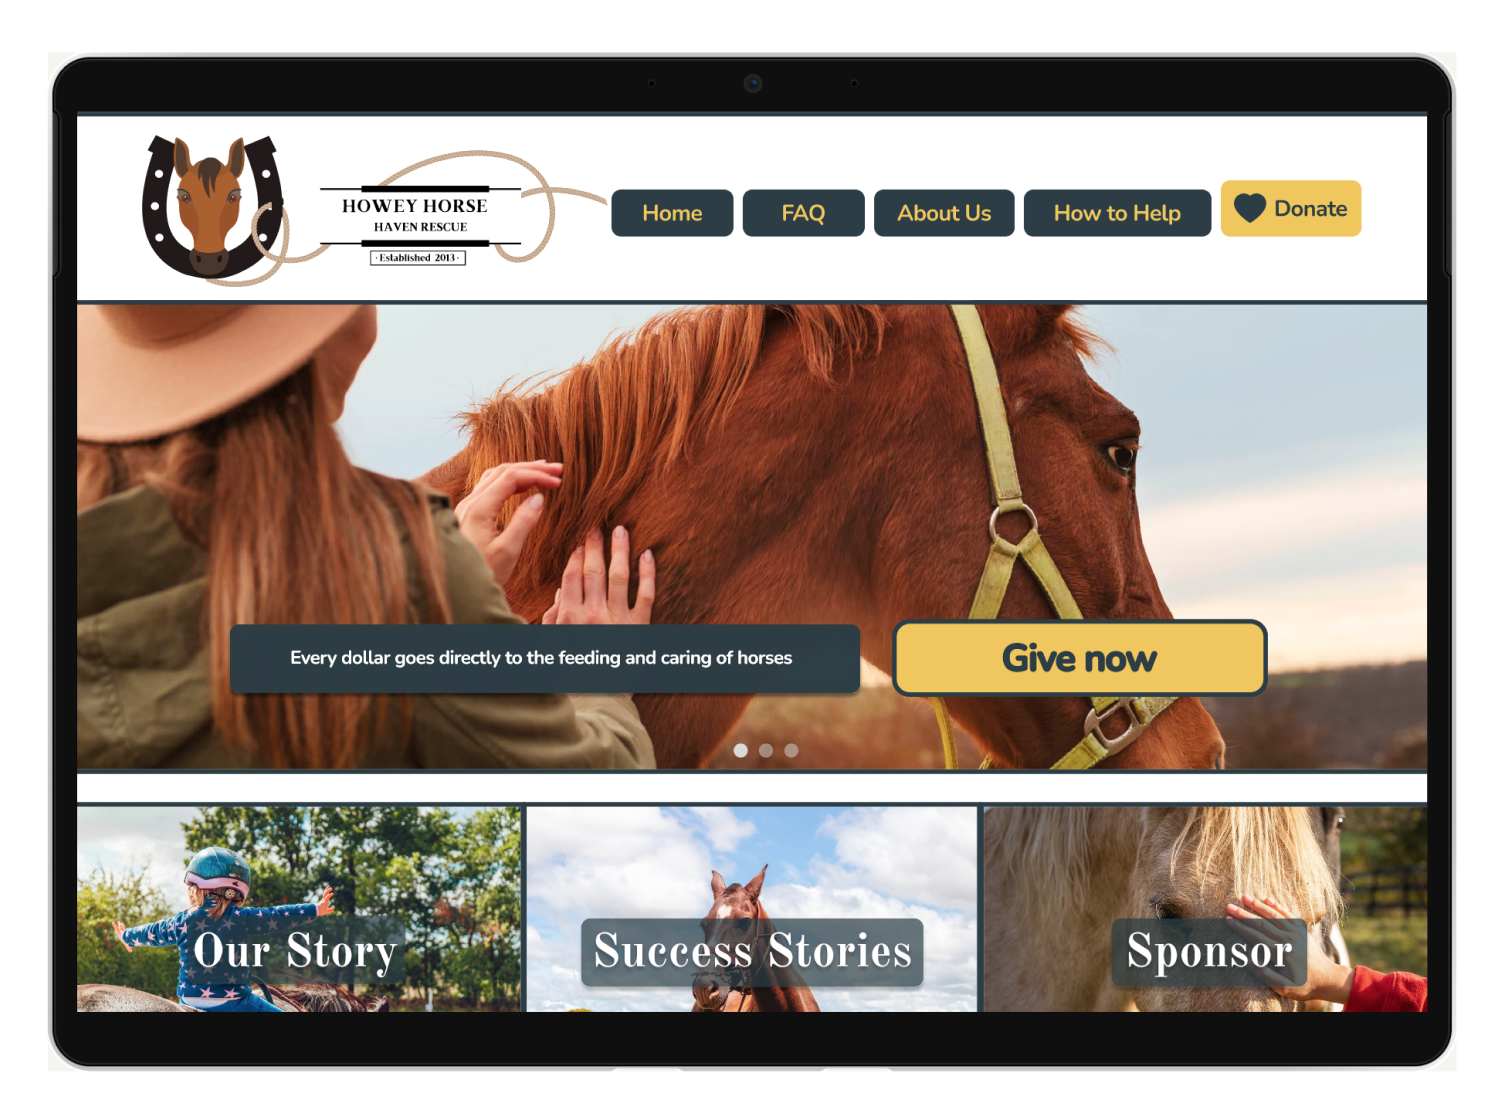 HOWEY HORSE
HAVEN RESCUE
· Established 2013 ·
Home
FAQ
About Us
How to Help
Donate
Every dollar goes directly to the feeding and caring of horses
Give now
Our Story
Success Stories
Sponsor